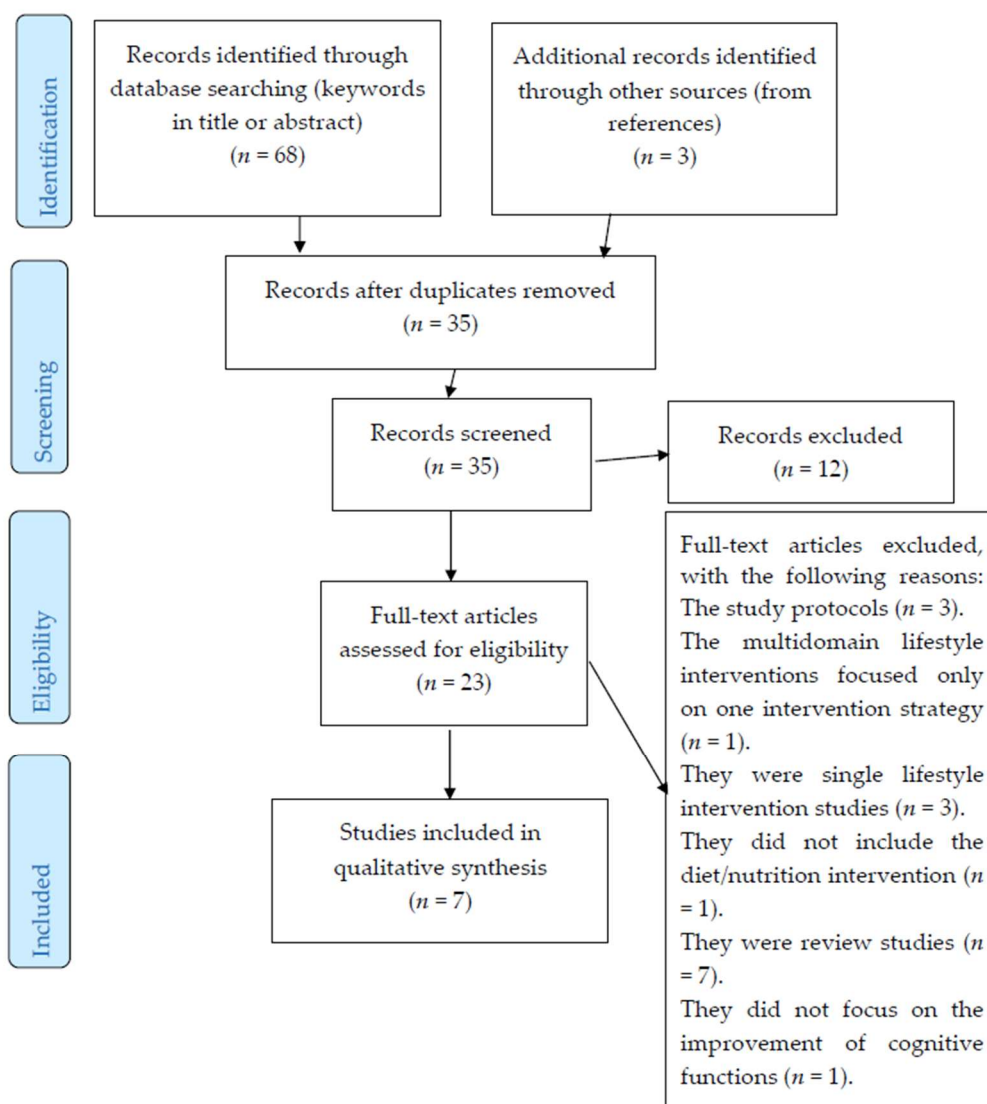 Identification
Records identified through
database searching (keywords
in title or abstract)
(n = 68)
Additional records identified
through other sources (from
references)
(n = 3)
Screening
Records after duplicates removed
(n = 35)
Records screened
(n = 35)
Records excluded
(n = 12)
Eligibility
Full-text articles
assessed for eligibility
(n = 23)
Full-text articles excluded,
with the following reasons:
The study protocols (n = 3).
The multidomain lifestyle
interventions focused only
on one intervention strategy
(n = 1).
They were single lifestyle
intervention studies (n = 3).
They did not include the
diet/nutrition intervention (n
= 1).
They were review studies (n
= 7).
They did not focus on the
improvement of cognitive
functions (n = 1).
Included
Studies included in
qualitative synthesis
(n = 7)